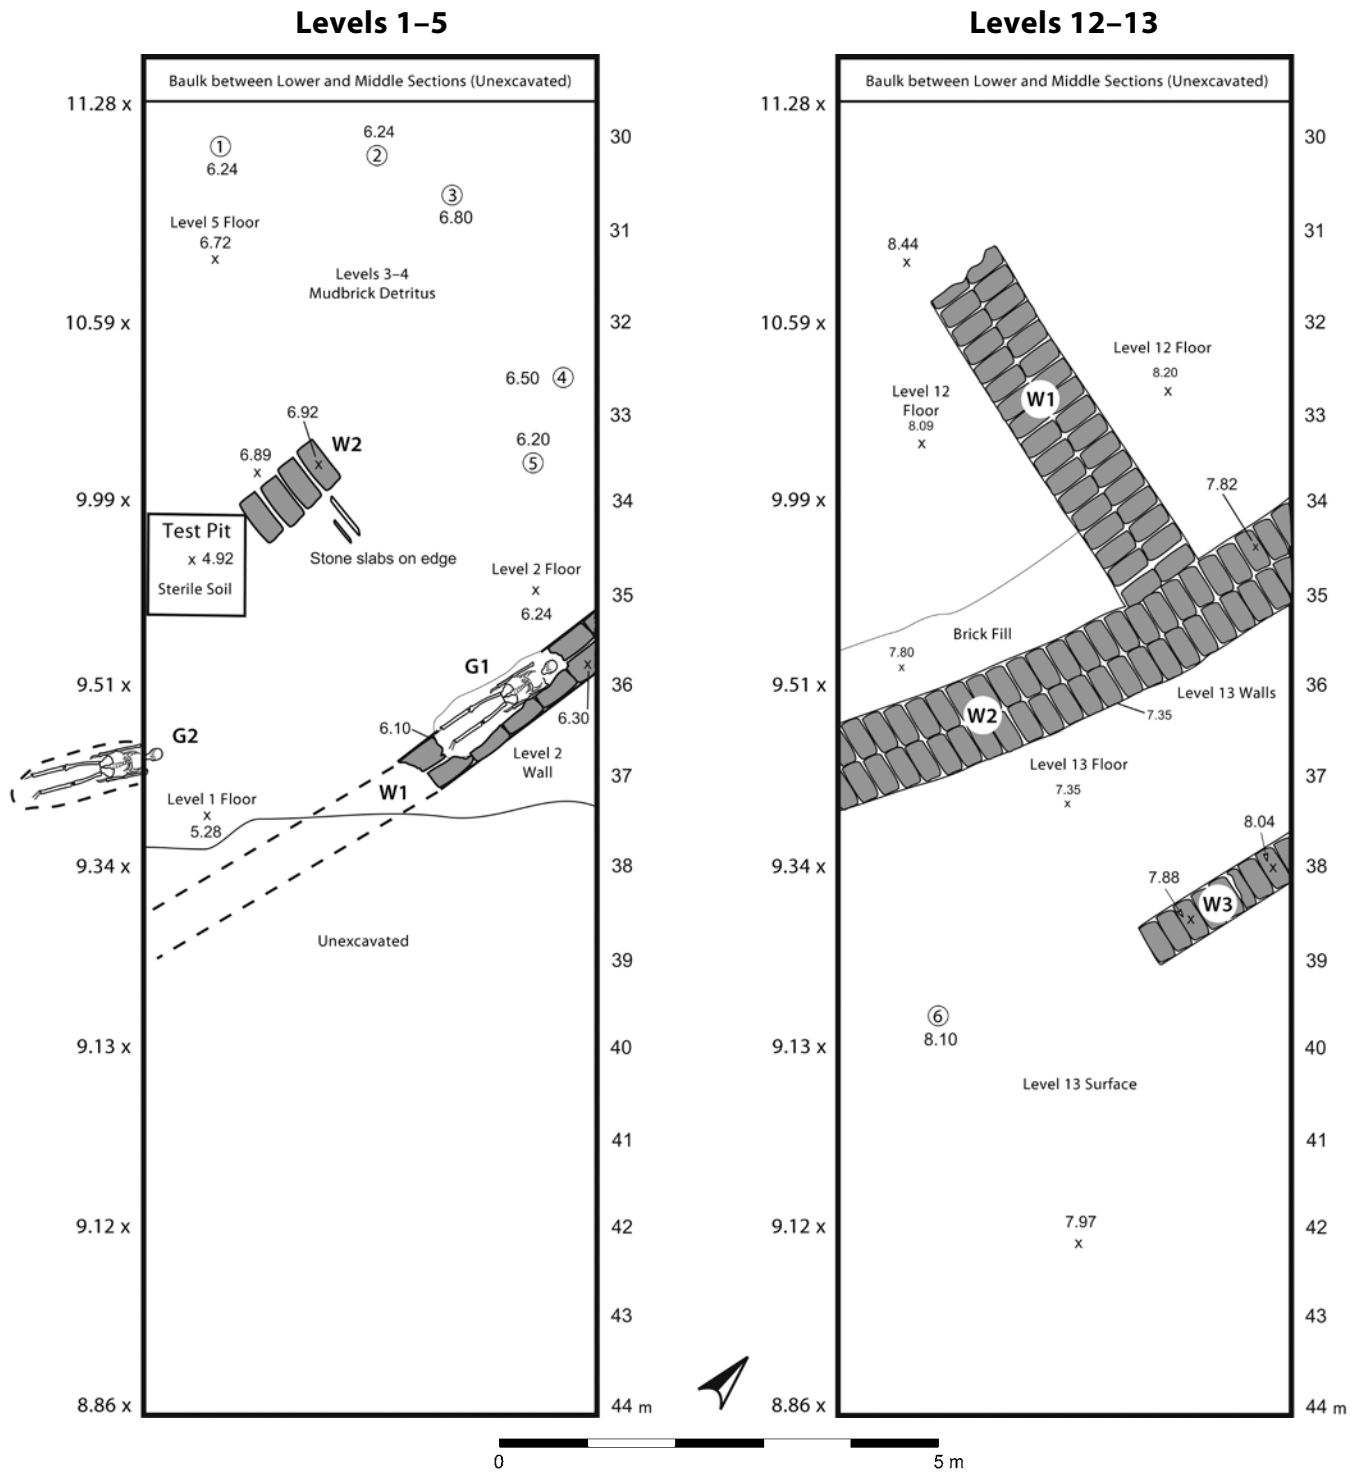 Levels 1–5
Baulk between Lower and Middle Sections (Unexcavated)
11.28 x
10.59 x
9.99 x
9.51 x
9.34 x
9.13 x
9.12 x
8.86 x
1
6.24
6.24
2
3
6.80
Level 5 Floor
6.72
x
Levels 3–4
Mudbrick Detritus
6.50 4
6.20
5
6.92
x
W2
6.89
x
Test Pit
x 4.92
Sterile Soil
Stone slabs on edge
Level 2 Floor
x
6.24
G1
x
6.30
6.10
Level 2
Wall
G2
W1
Level 1 Floor
x
5.28
Unexcavated
30
31
32
33
34
35
36
37
38
39
40
41
42
43
44 m
Levels 12–13
Baulk between Lower and Middle Sections (Unexcavated)
11.28 x
10.59 x
9.99 x
9.51 x
9.34 x
9.13 x
9.12 x
8.86 x
8.44
x
Level 12 Floor
8.20
x
Level 12
Floor
8.09
x
W1
7.82
x
Brick Fill
7.80
x
Level 13 Walls
7.35
W2
Level 13 Floor
7.35
x
8.04
x
7.88
x
W3
6
8.10
Level 13 Surface
7.97
x
30
31
32
33
34
35
36
37
38
39
40
41
42
43
44 m
0
5 m